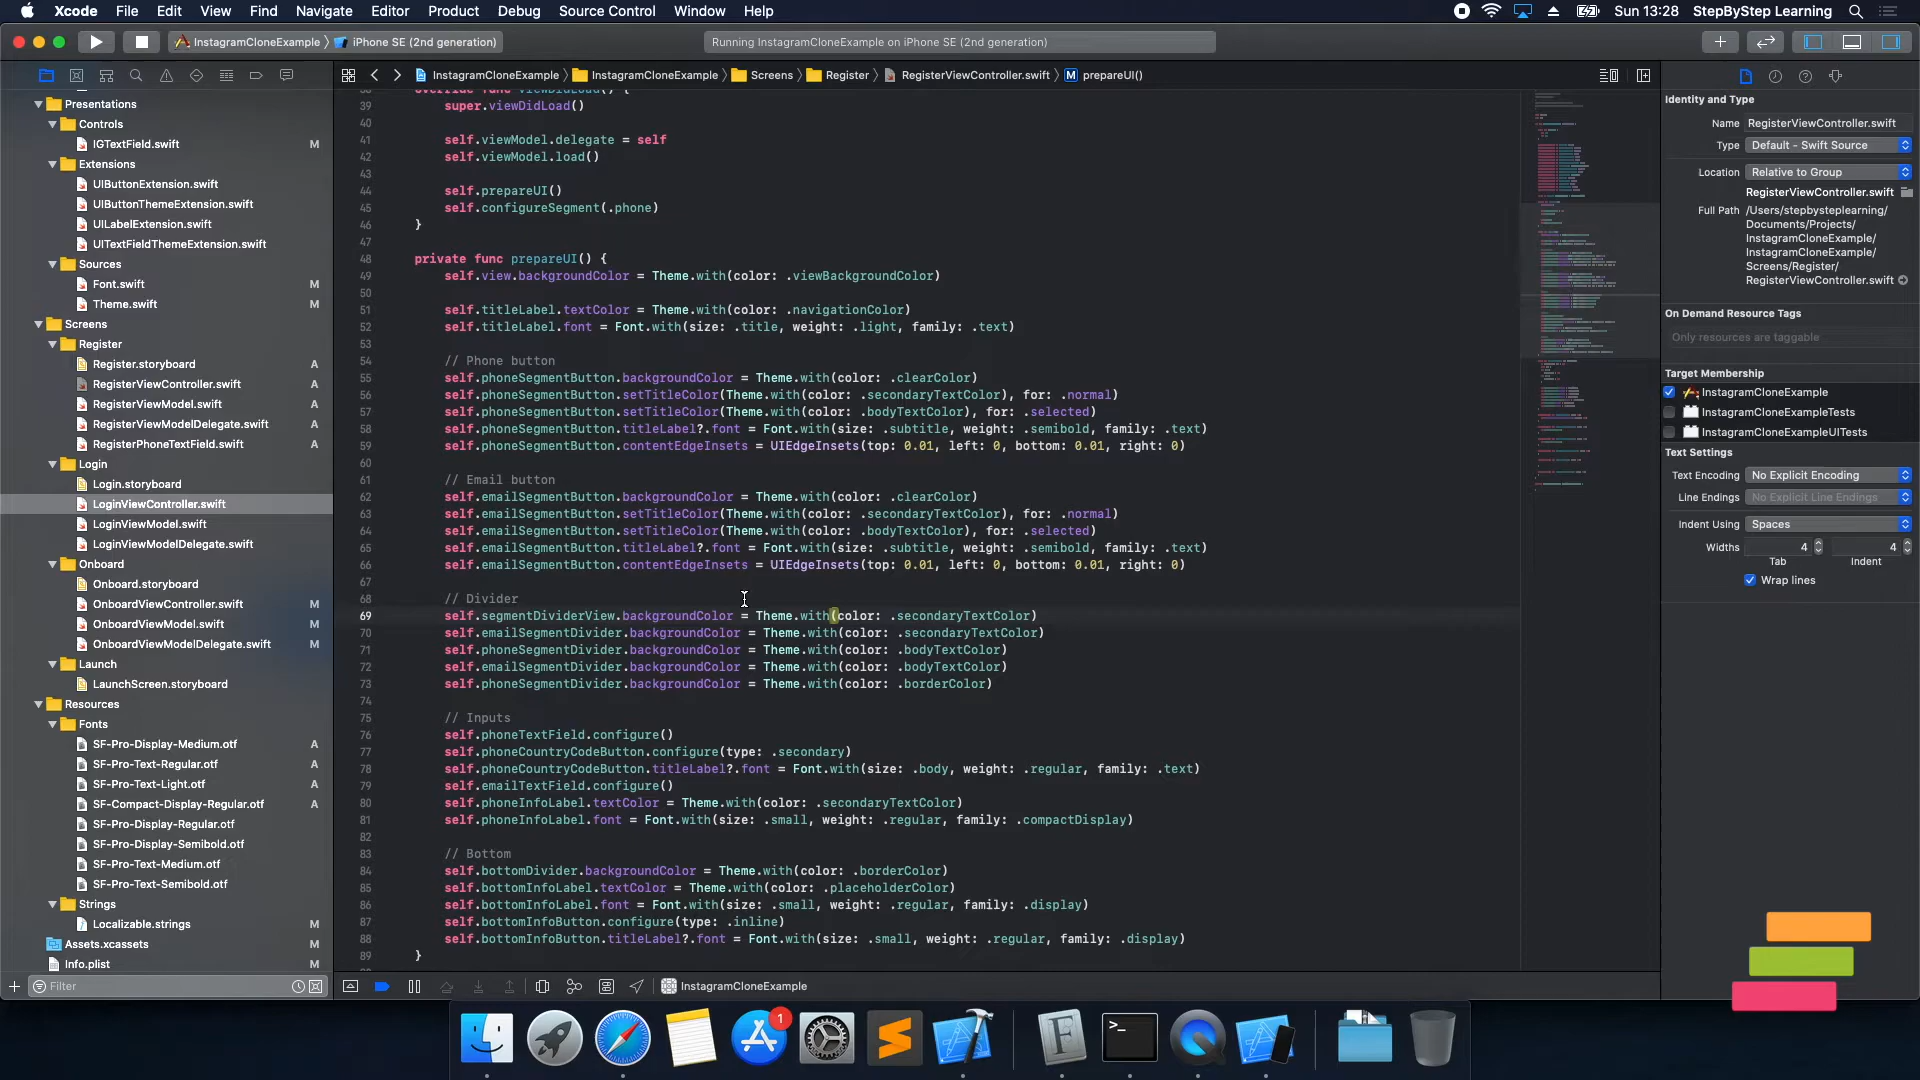 Xcode File Edit View Find Navigate Editor Product Debug Source Control Window Help
Sun 13:28 StepByStep Learning
InstagramCloneExample iPhone SE (2nd generation)
Running InstagramCloneExample on iPhone SE (2nd generation)
InstagramCloneExample InstagramCloneExample Screens Register RegisterViewController.swift M prepareUI()
Presentations
Controls
IGTextField.swift M
Extensions
UIButtonExtension.swift
UIButtonThemeExtension.swift
UILabelExtension.swift
UITextFieldThemeExtension.swift
Sources
Font.swift M
Theme.swift M
Screens
Register
Register.storyboard A
RegisterViewController.swift A
RegisterViewModel.swift A
RegisterViewModelDelegate.swift A
RegisterPhoneTextField.swift A
Login
Login.storyboard
LoginViewController.swift
LoginViewModel.swift
LoginViewModelDelegate.swift
Onboard
Onboard.storyboard
OnboardViewController.swift M
OnboardViewModel.swift M
OnboardViewModelDelegate.swift M
Launch
LaunchScreen.storyboard
Resources
Fonts
SF-Pro-Display-Medium.otf A
SF-Pro-Text-Regular.otf A
SF-Pro-Text-Light.otf A
SF-Compact-Display-Regular.otf A
SF-Pro-Display-Regular.otf
SF-Pro-Display-Semibold.otf
SF-Pro-Text-Medium.otf
SF-Pro-Text-Semibold.otf
Strings
Localizable.strings M
Assets.xcassets M
Info.plist M
Filter
38 override func viewDidLoad() {
39 super.viewDidLoad()
40
41 self.viewModel.delegate = self
42 self.viewModel.load()
43
44 self.prepareUI()
45 self.configureSegment(.phone)
46 }
47
48 private func prepareUI() {
49 self.view.backgroundColor = Theme.with(color: .viewBackgroundColor)
50
51 self.titleLabel.textColor = Theme.with(color: .navigationColor)
52 self.titleLabel.font = Font.with(size: .title, weight: .light, family: .text)
53
54 // Phone button
55 self.phoneSegmentButton.backgroundColor = Theme.with(color: .clearColor)
56 self.phoneSegmentButton.setTitleColor(Theme.with(color: .secondaryTextColor), for: .normal)
57 self.phoneSegmentButton.setTitleColor(Theme.with(color: .bodyTextColor), for: .selected)
58 self.phoneSegmentButton.titleLabel?.font = Font.with(size: .subtitle, weight: .semibold, family: .text)
59 self.phoneSegmentButton.contentEdgeInsets = UIEdgeInsets(top: 0.01, left: 0, bottom: 0.01, right: 0)
60
61 // Email button
62 self.emailSegmentButton.backgroundColor = Theme.with(color: .clearColor)
63 self.emailSegmentButton.setTitleColor(Theme.with(color: .secondaryTextColor), for: .normal)
64 self.emailSegmentButton.setTitleColor(Theme.with(color: .bodyTextColor), for: .selected)
65 self.emailSegmentButton.titleLabel?.font = Font.with(size: .subtitle, weight: .semibold, family: .text)
66 self.emailSegmentButton.contentEdgeInsets = UIEdgeInsets(top: 0.01, left: 0, bottom: 0.01, right: 0)
67
68 // Divider
69 self.segmentDividerView.backgroundColor = Theme.with(color: .secondaryTextColor)
70 self.emailSegmentDivider.backgroundColor = Theme.with(color: .secondaryTextColor)
71 self.phoneSegmentDivider.backgroundColor = Theme.with(color: .bodyTextColor)
72 self.emailSegmentDivider.backgroundColor = Theme.with(color: .bodyTextColor)
73 self.phoneSegmentDivider.backgroundColor = Theme.with(color: .borderColor)
74
75 // Inputs
76 self.phoneTextField.configure()
77 self.phoneCountryCodeButton.configure(type: .secondary)
78 self.phoneCountryCodeButton.titleLabel?.font = Font.with(size: .body, weight: .regular, family: .text)
79 self.emailTextField.configure()
80 self.phoneInfoLabel.textColor = Theme.with(color: .secondaryTextColor)
81 self.phoneInfoLabel.font = Font.with(size: .small, weight: .regular, family: .compactDisplay)
82
83 // Bottom
84 self.bottomDivider.backgroundColor = Theme.with(color: .borderColor)
85 self.bottomInfoLabel.textColor = Theme.with(color: .placeholderColor)
86 self.bottomInfoLabel.font = Font.with(size: .small, weight: .regular, family: .display)
87 self.bottomInfoButton.configure(type: .inline)
88 self.bottomInfoButton.titleLabel?.font = Font.with(size: .small, weight: .regular, family: .display)
89 }
InstagramCloneExample
Identity and Type
Name RegisterViewController.swift
Type Default - Swift Source
Location Relative to Group
RegisterViewController.swift
Full Path /Users/stepbysteplearning/
Documents/Projects/
InstagramCloneExample/
InstagramCloneExample/
Screens/Register/
RegisterViewController.swift
On Demand Resource Tags
Only resources are taggable
Target Membership
InstagramCloneExample
InstagramCloneExampleTests
InstagramCloneExampleUITests
Text Settings
Text Encoding No Explicit Encoding
Line Endings No Explicit Line Endings
Indent Using Spaces
Widths 4 4
Tab Indent
Wrap lines
1
>_
F